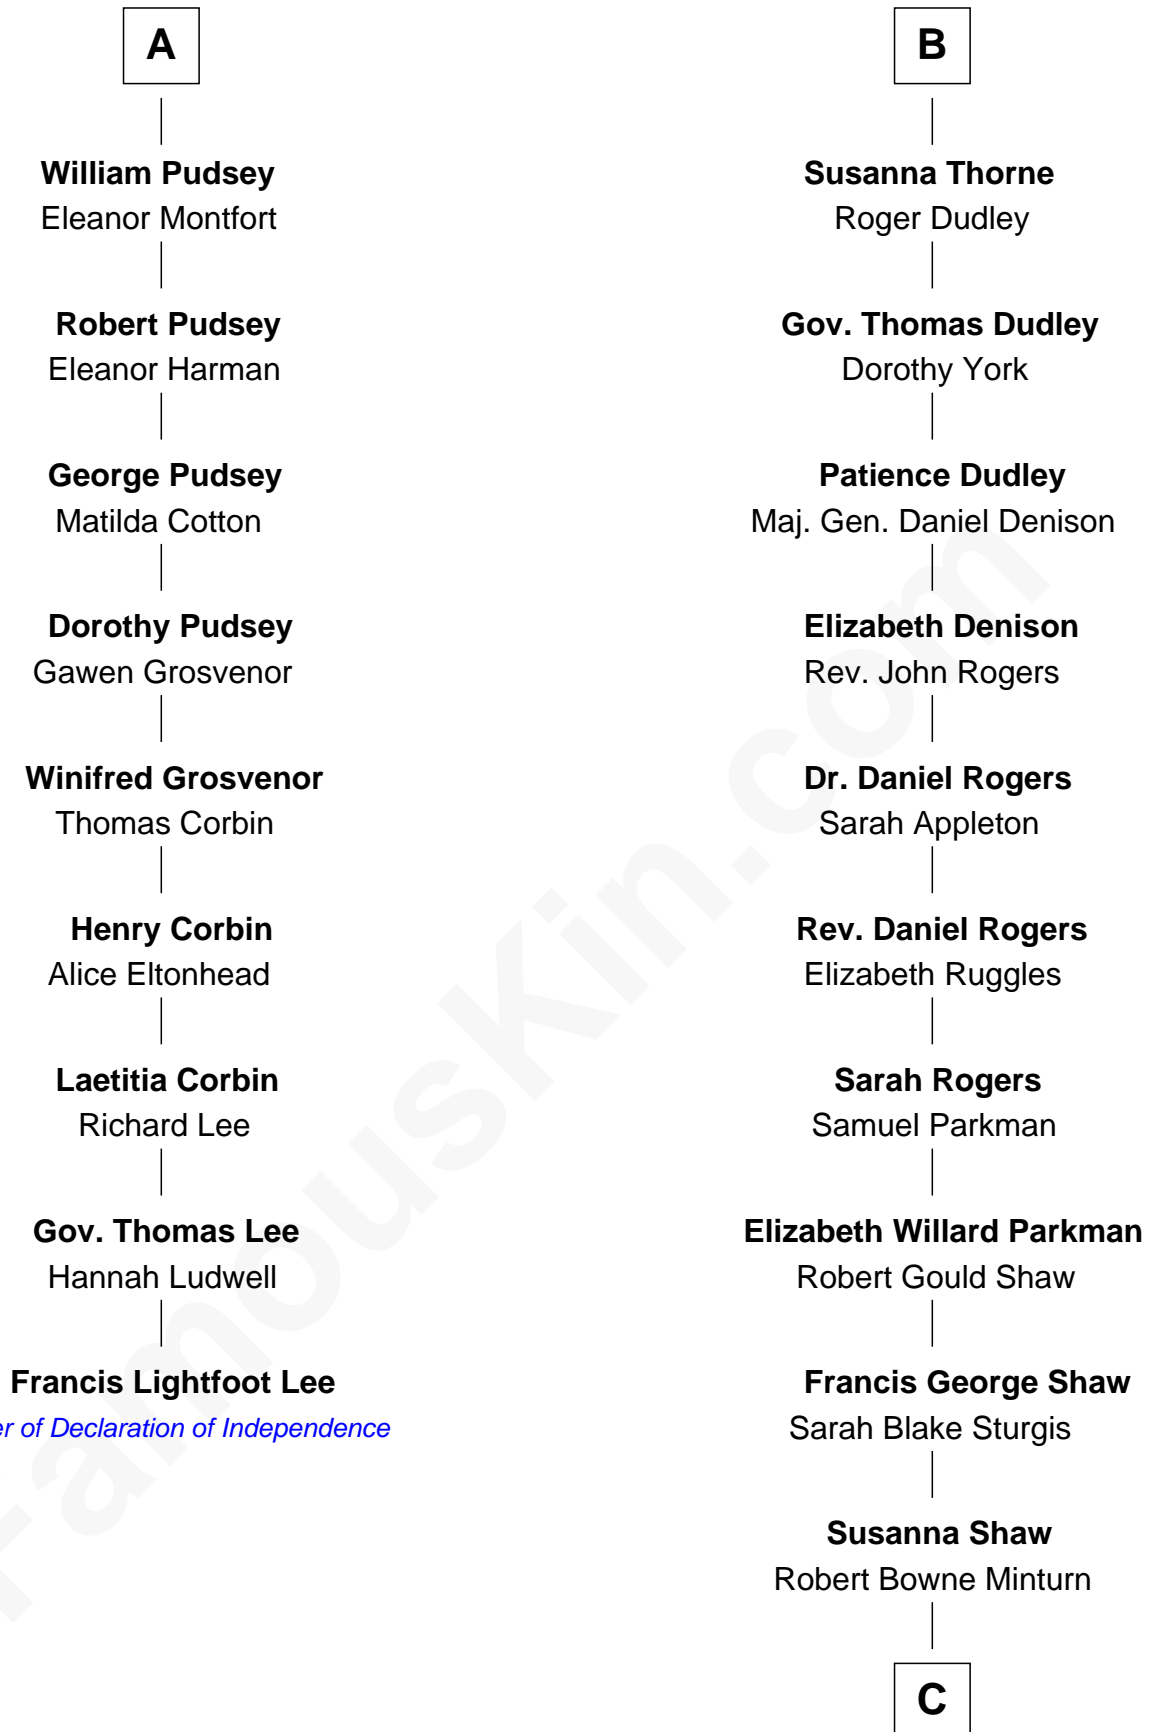 A
William Pudsey
Eleanor Montfort
Robert Pudsey
Eleanor Harman
George Pudsey
Matilda Cotton
Dorothy Pudsey
Gawen Grosvenor
Winifred Grosvenor
Thomas Corbin
Henry Corbin
Alice Eltonhead
Laetitia Corbin
Richard Lee
Gov. Thomas Lee
Hannah Ludwell
Francis Lightfoot Lee
of Declaration of Independence
B
Susanna Thorne
Roger Dudley
Gov. Thomas Dudley
Dorothy York
Patience Dudley
Maj. Gen. Daniel Denison
Elizabeth Denison
Rev. John Rogers
Dr. Daniel Rogers
Sarah Appleton
Rev. Daniel Rogers
Elizabeth Ruggles
Sarah Rogers
Samuel Parkman
Elizabeth Willard Parkman
Robert Gould Shaw
Francis George Shaw
Sarah Blake Sturgis
Susanna Shaw
Robert Bowne Minturn
C
FamousKin.com